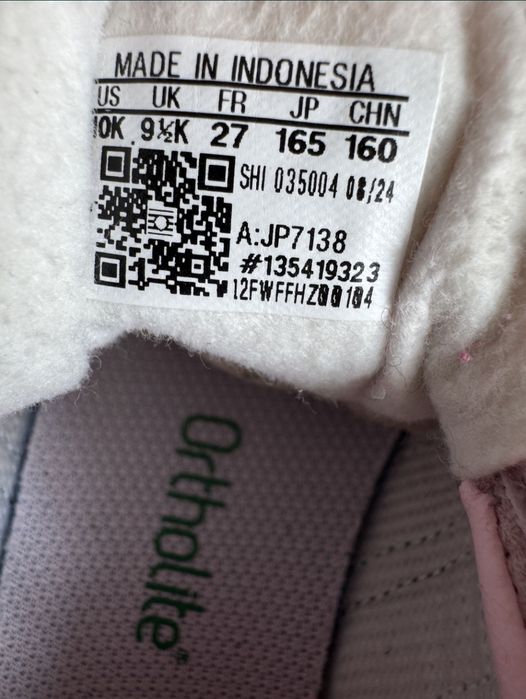 MADE IN INDONESIA
US UK FR JP CHN
10K 9½K 27 165 160
SHI 035004 08/24
A:JP7138
#135419323
Ortholite®